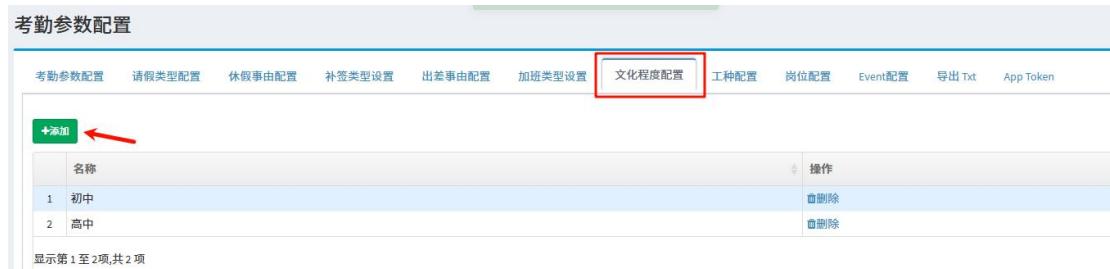 考勤参数配置
考勤参数配置 请假类型配置 休假事由配置 补签类型设置 出差事由配置 加班类型设置 文化程度配置 工种配置 岗位配置 Event配置 导出 Txt App Token
+添加
名称 操作
1 初中 删除
2 高中 删除
显示第 1 至 2项,共 2 项